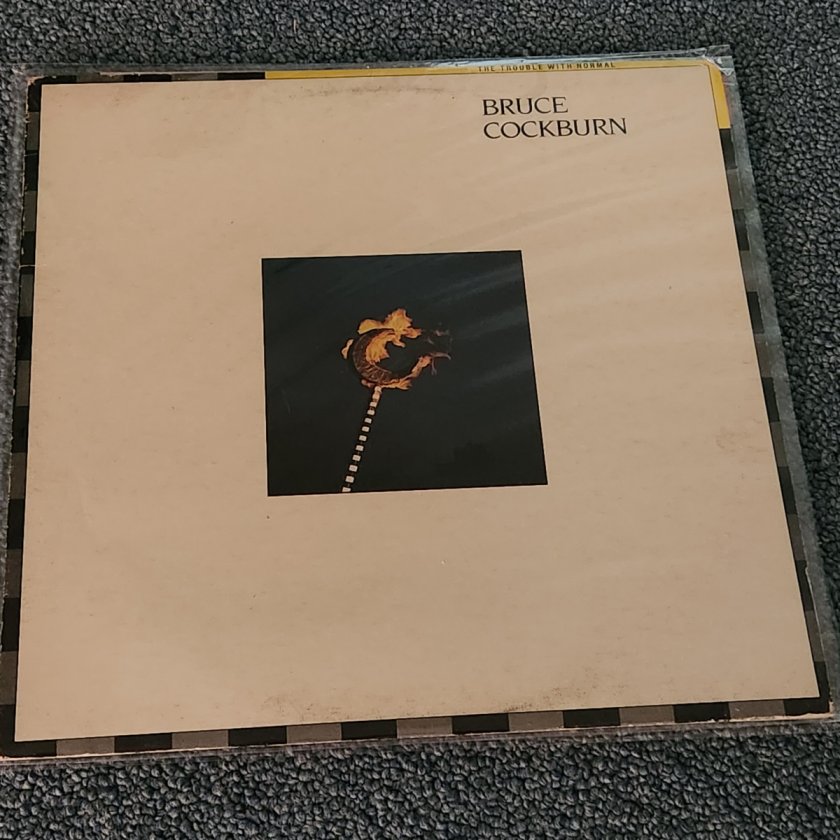 THE TROUBLE WITH NORMAL
BRUCE
COCKBURN